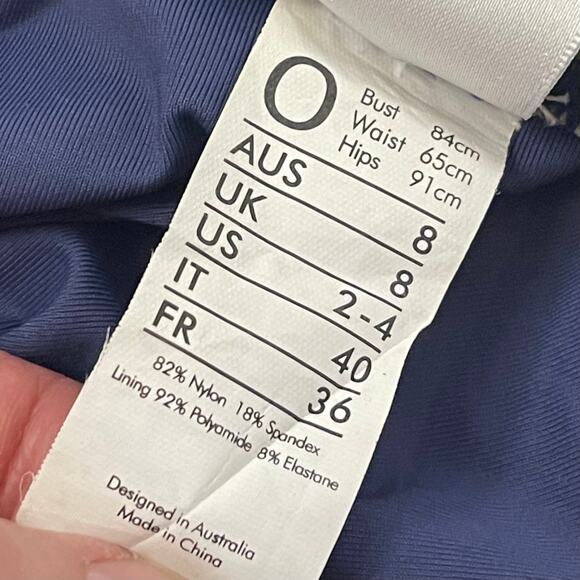 O
Bust 84cm
Waist 65cm
Hips 91cm
AUS 8
UK 8
US 2-4
IT 40
FR 36
82% Nylon 18% Spandex
Lining 92% Polyamide 8% Elastane
Designed in Australia
Made in China